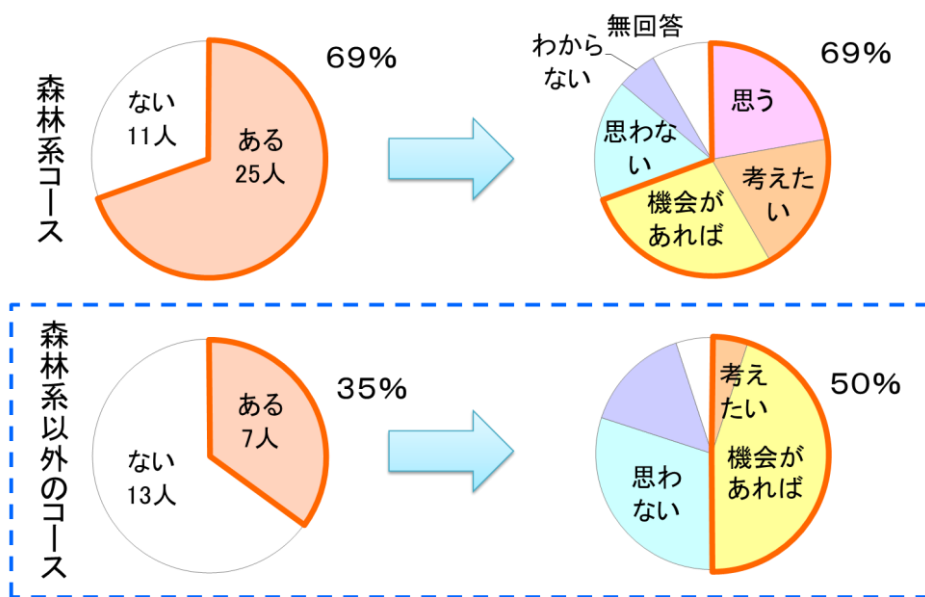 森林系コース
ない
11人
ある
25人
69%
無回答
わから
ない
思う
69%
思わな
い
考えた
い
機会が
あれば
森林系以外のコース
ない
13人
ある
7人
35%
考え
たい
50%
機会が
あれば
思わ
ない